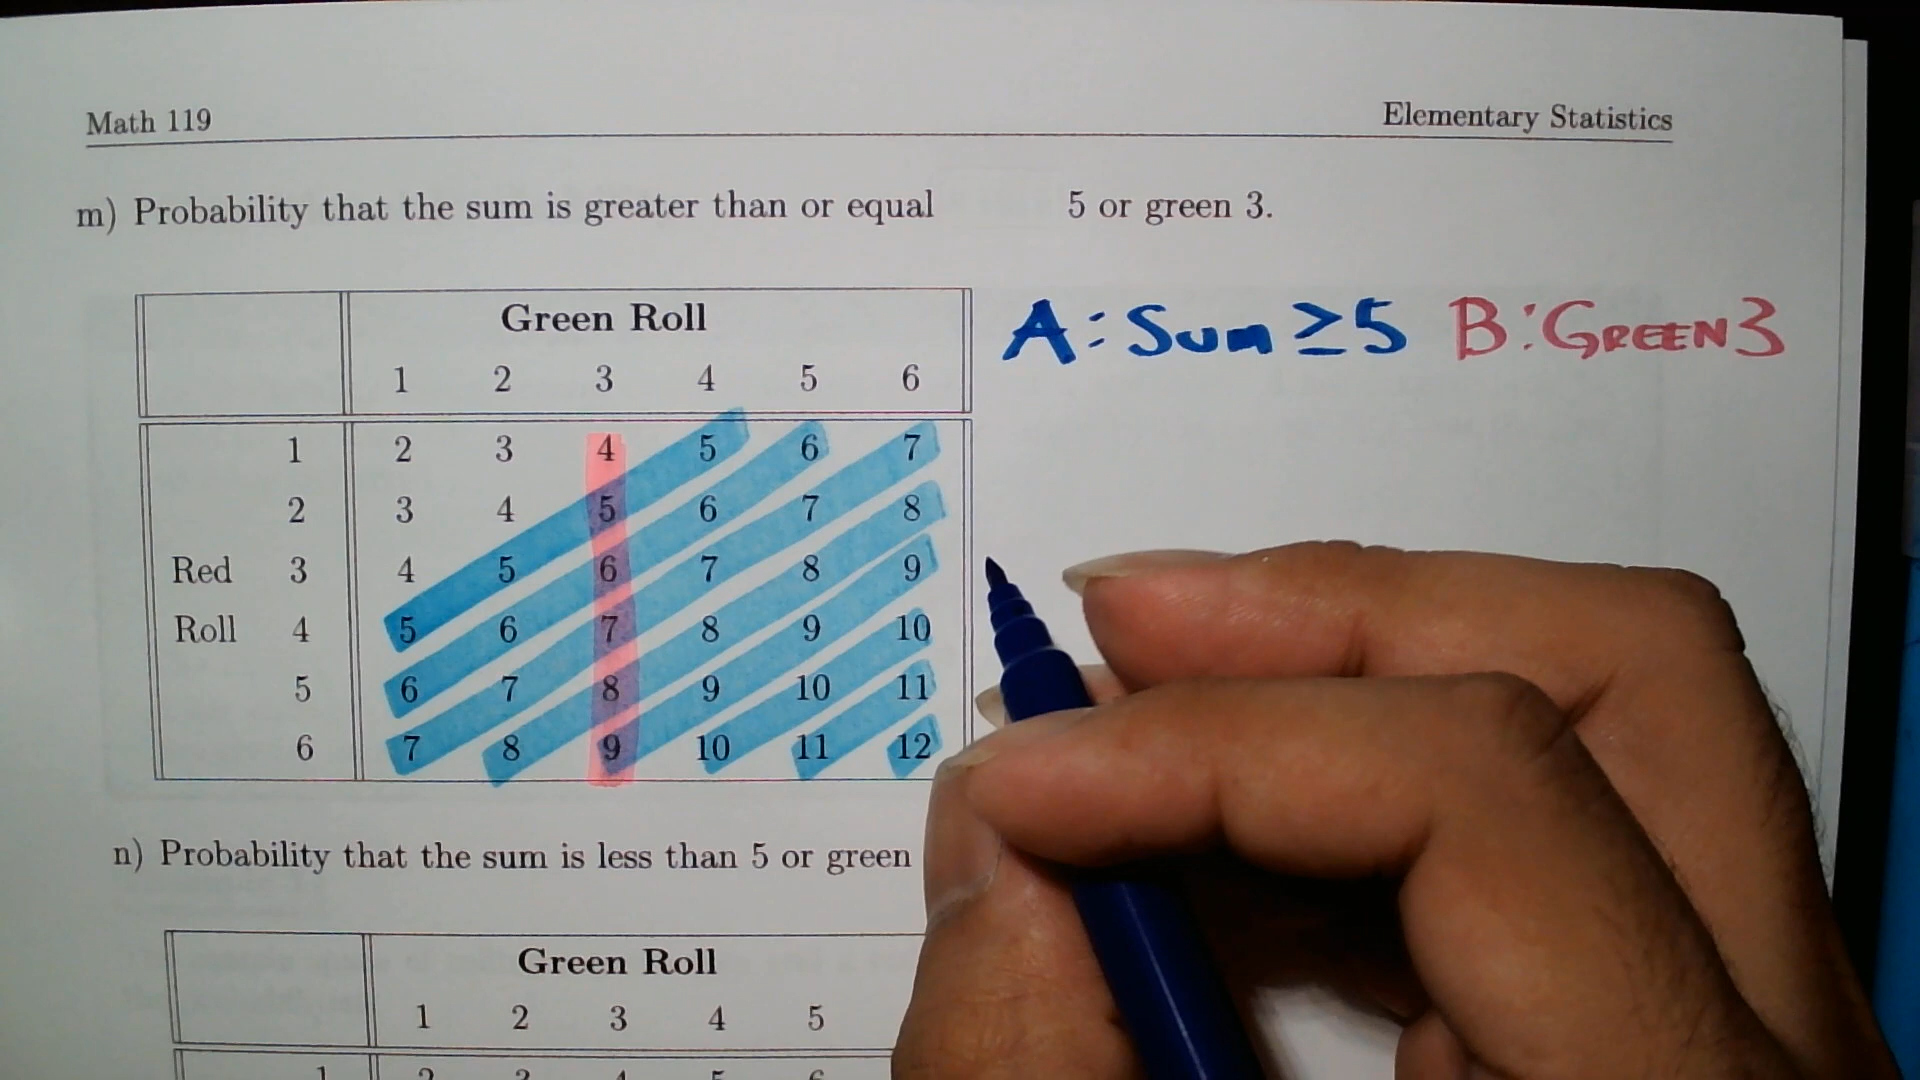 Math 119 Elementary Statistics
m) Probability that the sum is greater than or equal 5 or green 3.
A: Sum ≥ 5 B: GREEN 3
Green Roll
1 2 3 4 5 6
1 2 3 4 5 6 7
2 3 4 5 6 7 8
Red 3 4 5 6 7 8 9
Roll 4 5 6 7 8 9 10
5 6 7 8 9 10 11
6 7 8 9 10 11 12
n) Probability that the sum is less than 5 or green
Green Roll
1 2 3 4 5